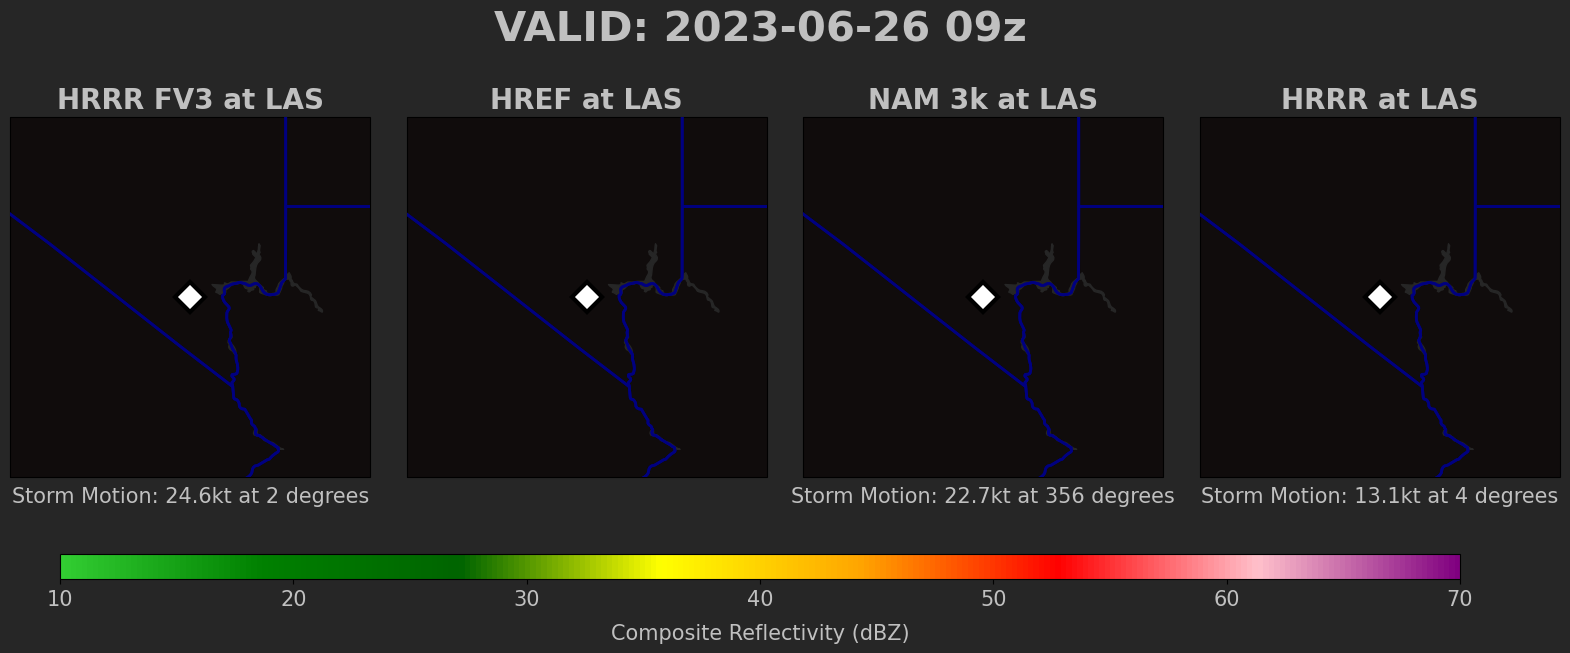 VALID: 2023-06-26 09z
HRRR FV3 at LAS
HREF at LAS
NAM 3k at LAS
HRRR at LAS
Storm Motion: 24.6kt at 2 degrees
Storm Motion: 22.7kt at 356 degrees
Storm Motion: 13.1kt at 4 degrees
10 20 30 40 50 60 70
Composite Reflectivity (dBZ)